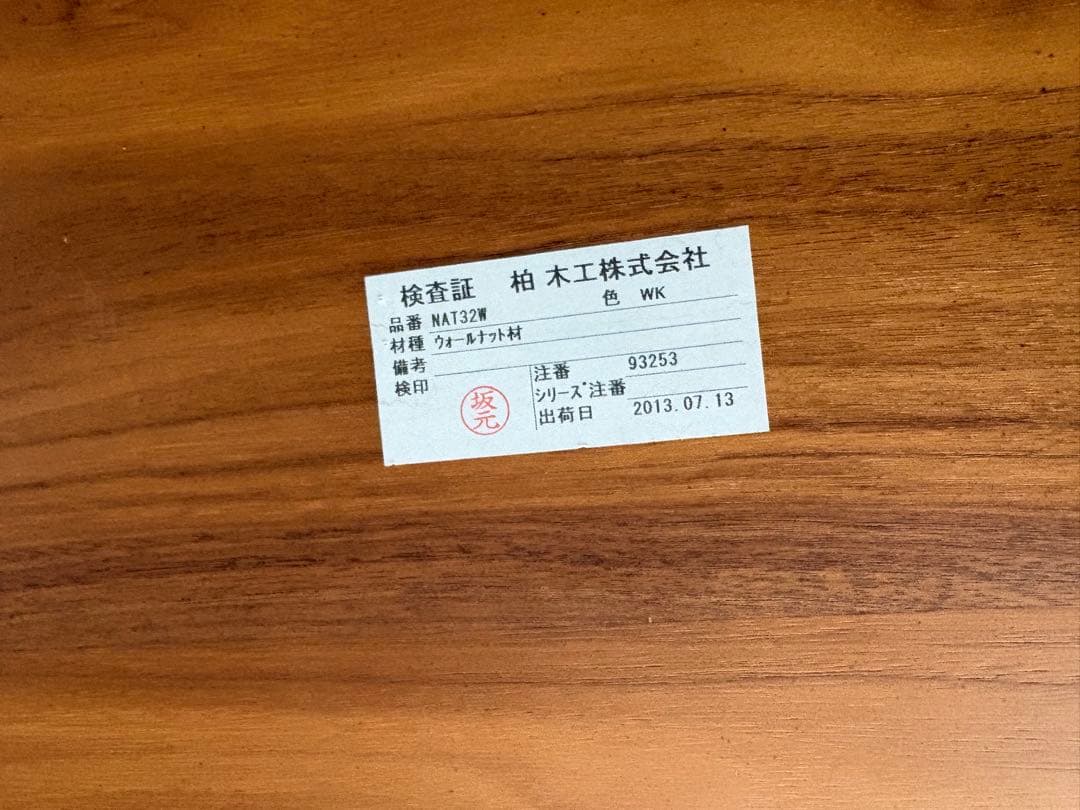 検査証 柏木工株式会社
品番 NAT32W 色 WK
材種 ウォールナット材
備考
検印
坂元
注番 93253
シリーズ注番
出荷日 2013.07.13